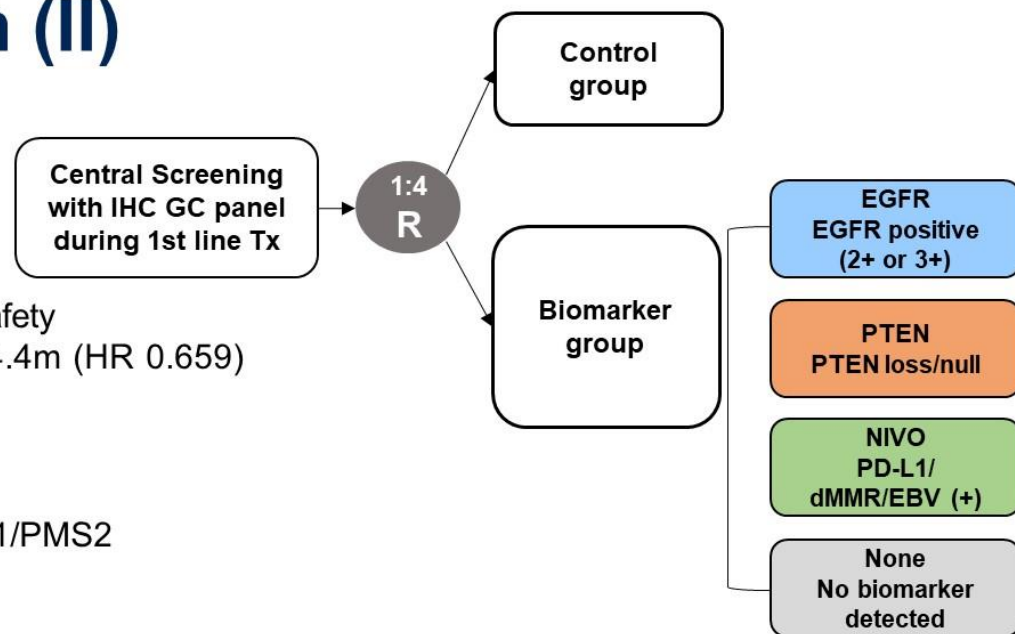 (II)
Control
group
Central Screening
with IHC GC panel
during 1st line Tx
1:4
R
Biomarker
group
EGFR
EGFR positive
(2+ or 3+)
PTEN
PTEN loss/null
NIVO
PD-L1/
dMMR/EBV (+)
None
No biomarker
detected
.4m (HR 0.659)
1/PMS2